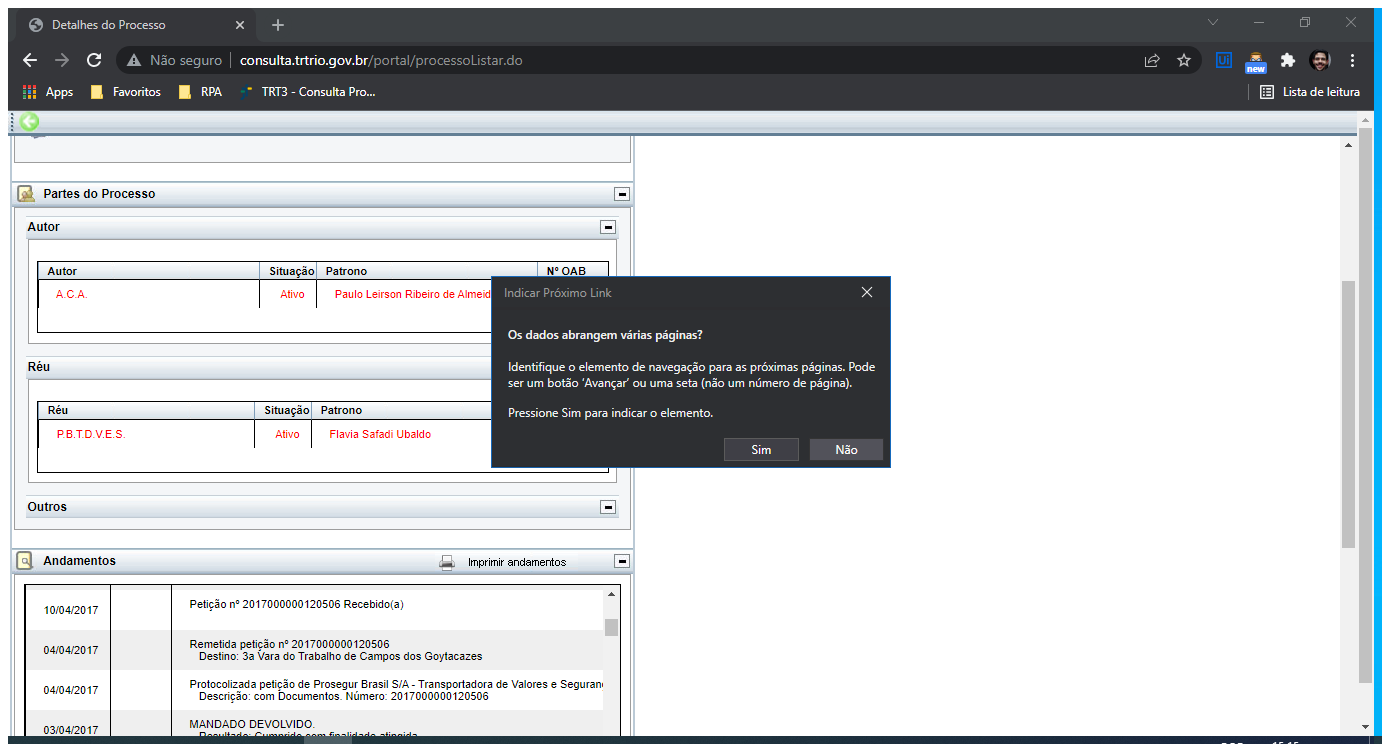 Detalhes do Processo
Não seguro
consulta.trtrio.gov.br/portal/processoListar.do
Ui
new
Apps
Favoritos
RPA
TRT3 - Consulta Pro...
Lista de leitura
Partes do Processo
Autor
Autor Situação Patrono Nº OAB
A.C.A. Ativo Paulo Leirson Ribeiro de Almeid
Réu
Réu Situação Patrono
P.B.T.D.V.E.S. Ativo Flavia Safadi Ubaldo
Outros
Indicar Próximo Link
Os dados abrangem várias páginas?
Identifique o elemento de navegação para as próximas páginas. Pode
ser um botão ‘Avançar’ ou uma seta (não um número de página).
Pressione Sim para indicar o elemento.
Sim Não
Andamentos
Imprimir andamentos
10/04/2017 Petição nº 2017000000120506 Recebido(a)
04/04/2017 Remetida petição nº 2017000000120506
Destino: 3a Vara do Trabalho de Campos dos Goytacazes
04/04/2017 Protocolizada petição de Prosegur Brasil S/A - Transportadora de Valores e Seguran
Descrição: com Documentos. Número: 2017000000120506
03/04/2017 MANDADO DEVOLVIDO.
Resultado: Cumprido com finalidade atingida